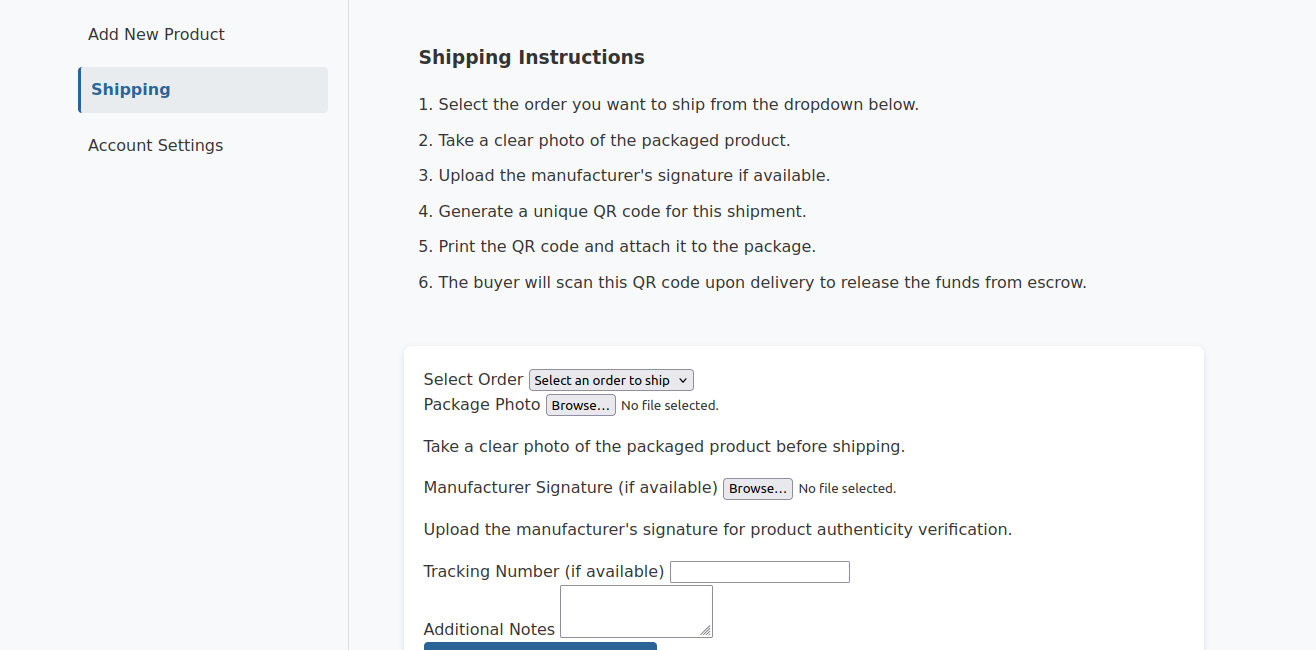 Add New Product
Shipping
Account Settings
Shipping Instructions
1. Select the order you want to ship from the dropdown below.
2. Take a clear photo of the packaged product.
3. Upload the manufacturer's signature if available.
4. Generate a unique QR code for this shipment.
5. Print the QR code and attach it to the package.
6. The buyer will scan this QR code upon delivery to release the funds from escrow.
Select Order Select an order to ship
Package Photo Browse... No file selected.
Take a clear photo of the packaged product before shipping.
Manufacturer Signature (if available) Browse... No file selected.
Upload the manufacturer's signature for product authenticity verification.
Tracking Number (if available)
Additional Notes